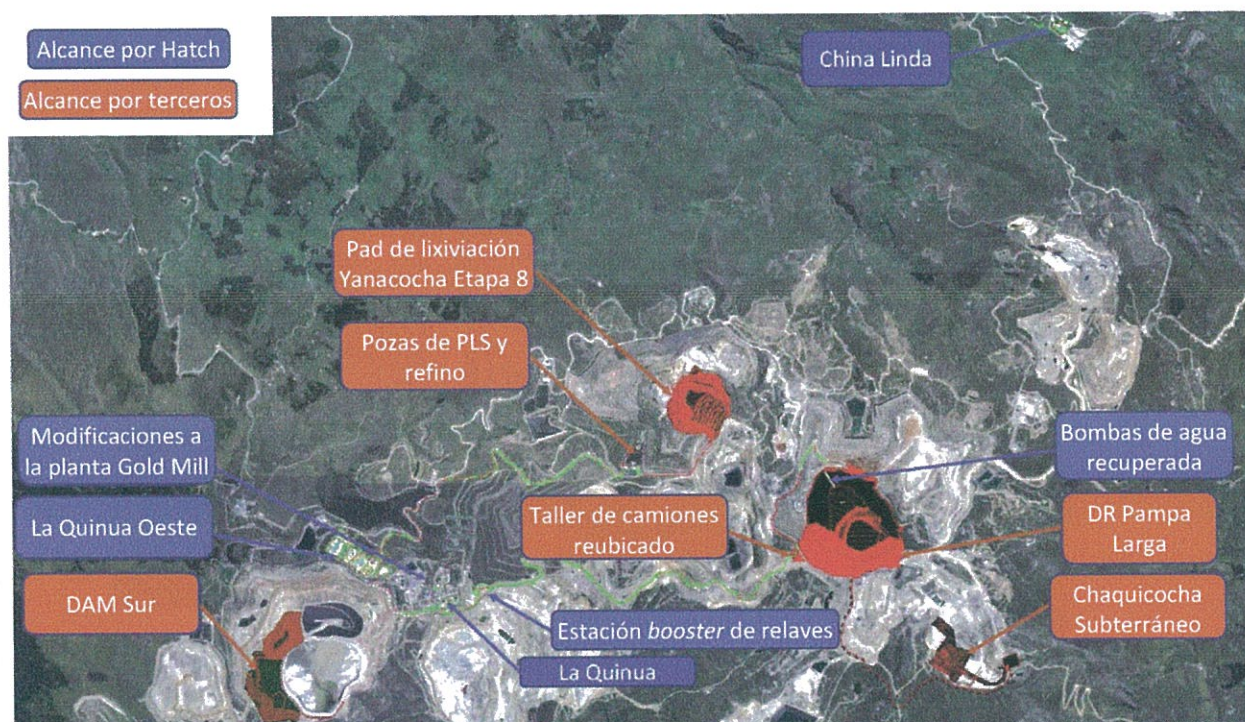 Alcance por Hatch
Alcance por terceros
China Linda
Pad de lixiviación
Yanacocha Etapa 8
Pozas de PLS y
refino
Modificaciones a
la planta Gold Mill
La Quinua Oeste
DAM Sur
Bombas de agua
recuperada
Taller de camiones
reubicado
DR Pampa
Larga
Chaquicocha
Subterráneo
Estación booster de relaves
La Quinua